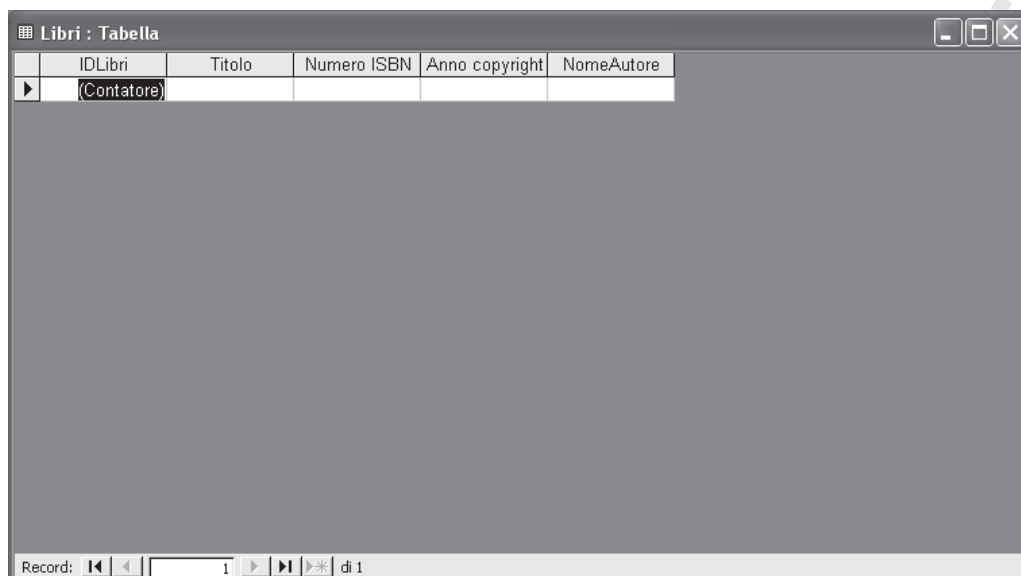 Libri : Tabella
IDLibri Titolo Numero ISBN Anno copyright NomeAutore
(Contatore)
Record: 1 di 1